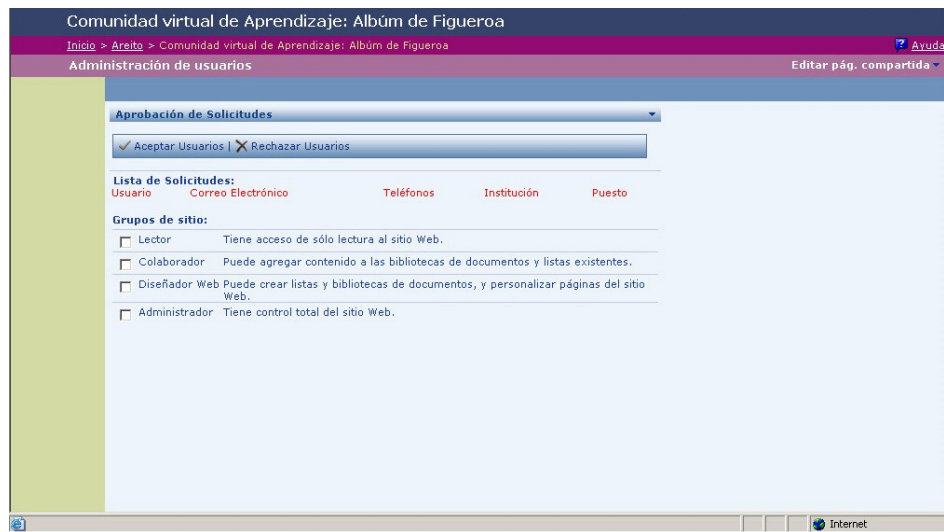 Comunidad virtual de Aprendizaje: Albúm de Figueroa
Inicio > Areito > Comunidad virtual de Aprendizaje: Albúm de Figueroa
Ayuda
Administración de usuarios
Editar pág. compartida
Aprobación de Solicitudes
Aceptar Usuarios | Rechazar Usuarios
Lista de Solicitudes:
Usuario Correo Electrónico Teléfonos Institución Puesto
Grupos de sitio:
Lector Tiene acceso de sólo lectura al sitio Web.
Colaborador Puede agregar contenido a las bibliotecas de documentos y listas existentes.
Diseñador Web Puede crear listas y bibliotecas de documentos, y personalizar páginas del sitio
Web.
Administrador Tiene control total del sitio Web.
Internet